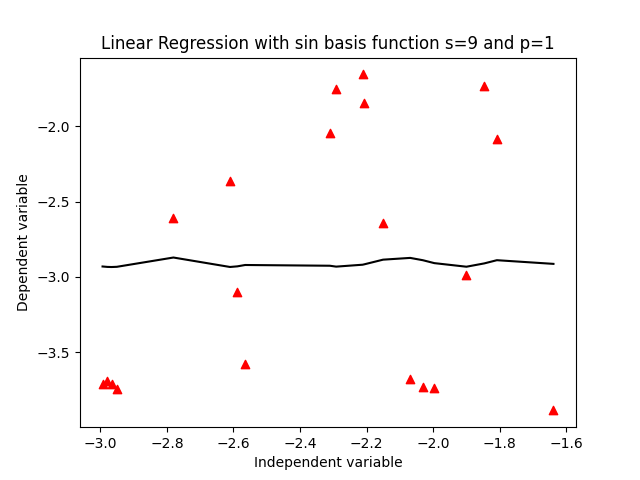 Linear Regression with sin basis function s=9 and p=1
−2.0
−2.5
−3.0
−3.5
Dependent variable
−3.0 −2.8 −2.6 −2.4 −2.2 −2.0 −1.8 −1.6
Independent variable